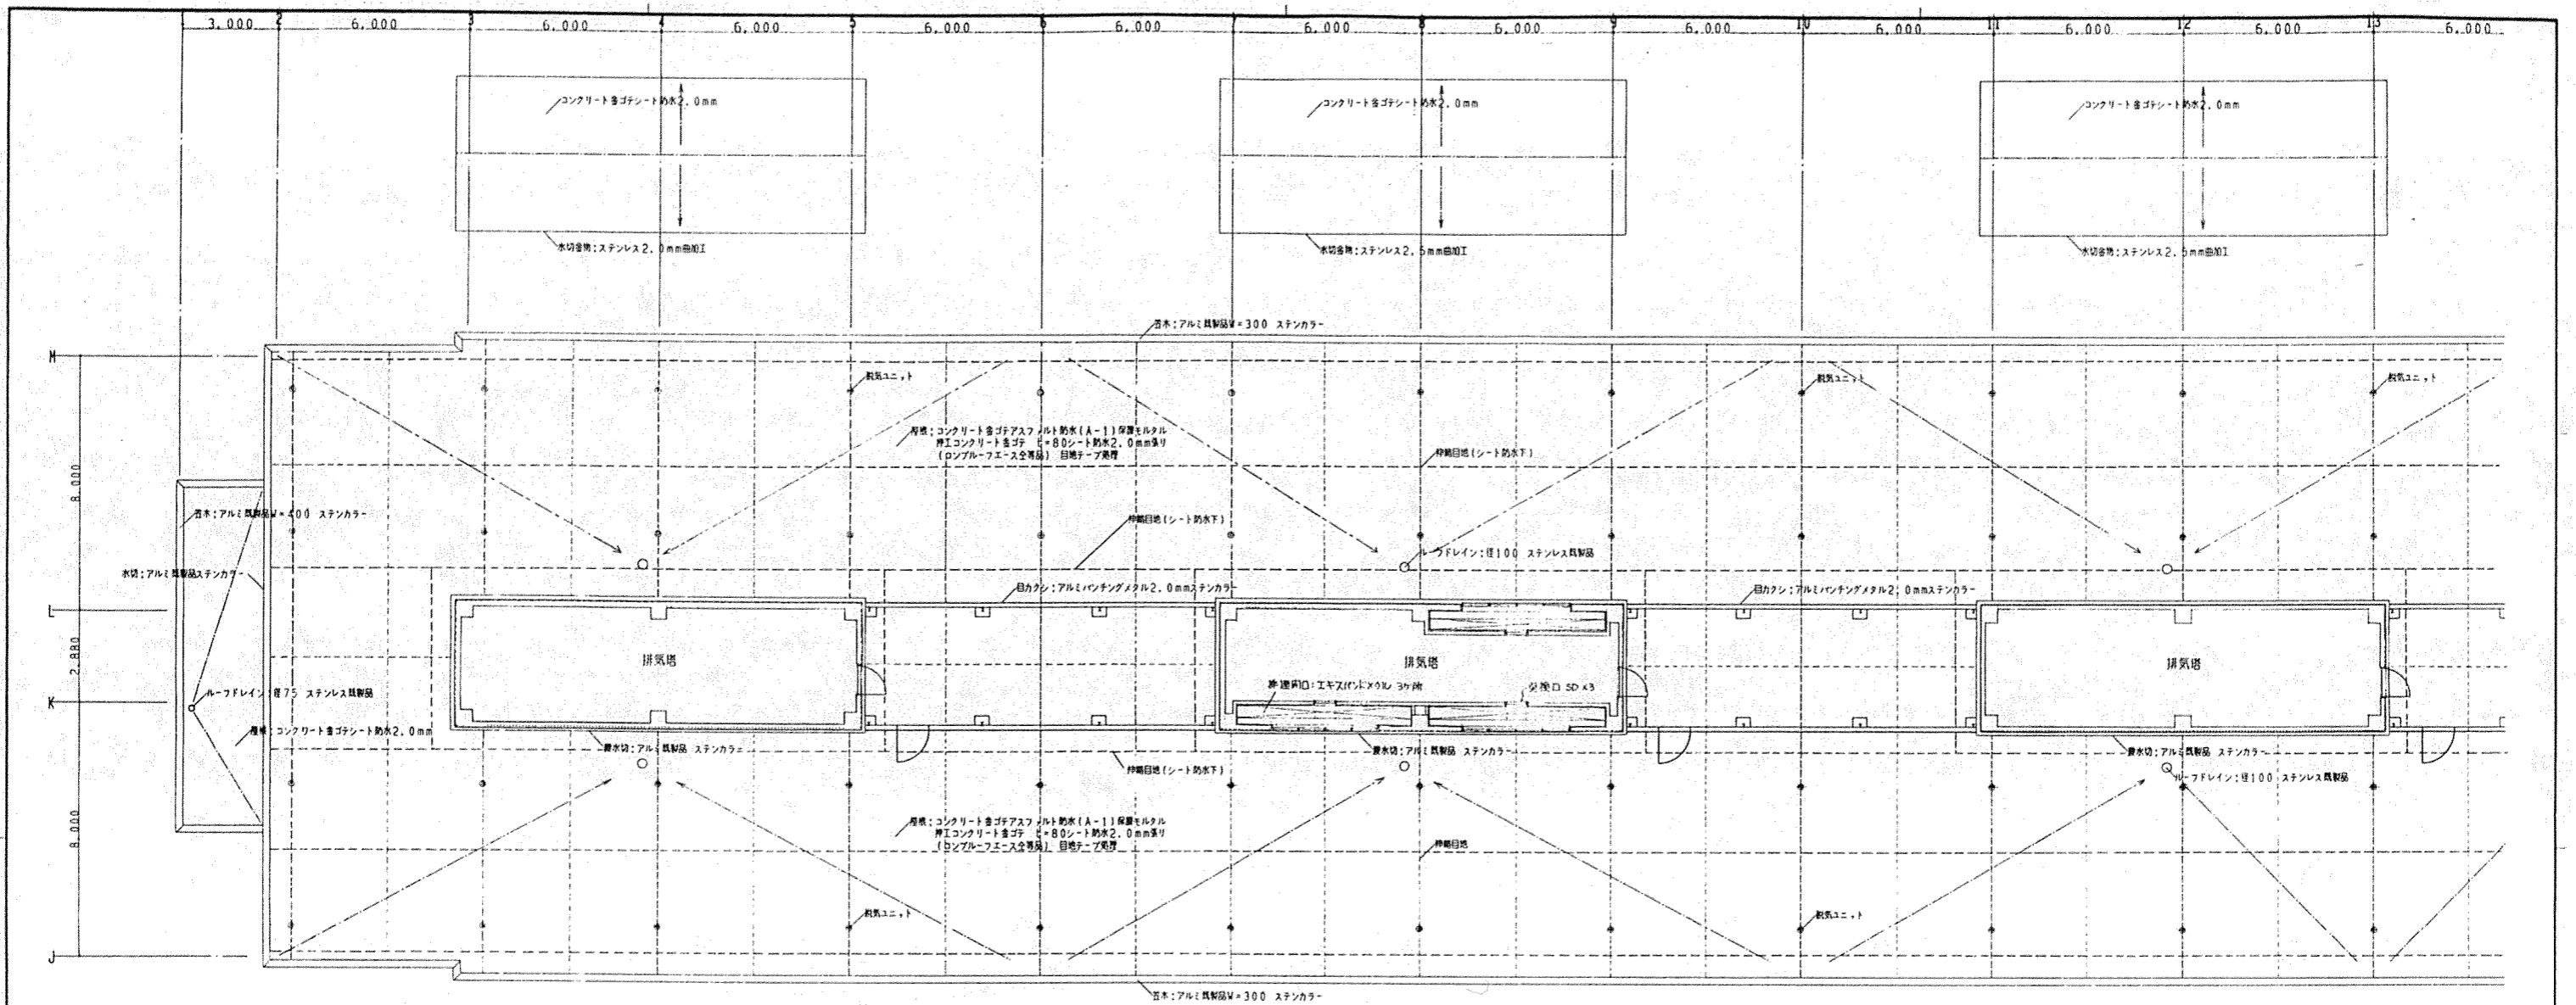 2 3 5 6 7 8 9 10 11 12 13
3,000 6,000 6,000 6,000 6,000 6,000 6,000 6,000 6,000 6,000 6,000 6,000 6,000
コンクリート金ゴテシート防水2.0mm
コンクリート金ゴテシート防水2.0mm
コンクリート金ゴテシート防水2.0mm
水切金物:ステンレス2.0mm曲加工
水切金物:ステンレス2.5mm曲加工
水切金物:ステンレス2.5mm曲加工
笠木:アルミ既製品W=300 ステンカラー
M
脱気ユニット
脱気ユニット
脱気ユニット
屋根:コンクリート金ゴテアスファルト防水(A-1)保護モルタル
押エコンクリート金ゴテ t=80シート防水2.0mm張り
(ロンプルーフエース全等品) 目地テープ処理
伸縮目地(シート防水下)
8,000
笠木:アルミ既製品W=400 ステンカラー
伸縮目地(シート防水下)
ルーフドレイン:径100 ステンレス既製品
水切:アルミ既製品ステンカラー
目カクシ:アルミパンチングメタル2.0mmステンカラー
目カクシ:アルミパンチングメタル2.0mmステンカラー
L
2,880
排気塔
排気塔
排気塔
エキスパンドメタル 3ヶ所
SD x3
K
ルーフドレイン:径75 ステンレス既製品
屋根:コンクリート金ゴテシート防水2.0mm
水切:アルミ既製品 ステンカラー
水切:アルミ既製品 ステンカラー
水切:アルミ既製品 ステンカラー
伸縮目地(シート防水下)
ルーフドレイン:径100 ステンレス既製品
8,000
屋根:コンクリート金ゴテアスファルト防水(A-1)保護モルタル
押エコンクリート金ゴテ t=80シート防水2.0mm張り
(ロンプルーフエース全等品) 目地テープ処理
伸縮目地
脱気ユニット
脱気ユニット
J
笠木:アルミ既製品W=300 ステンカラー